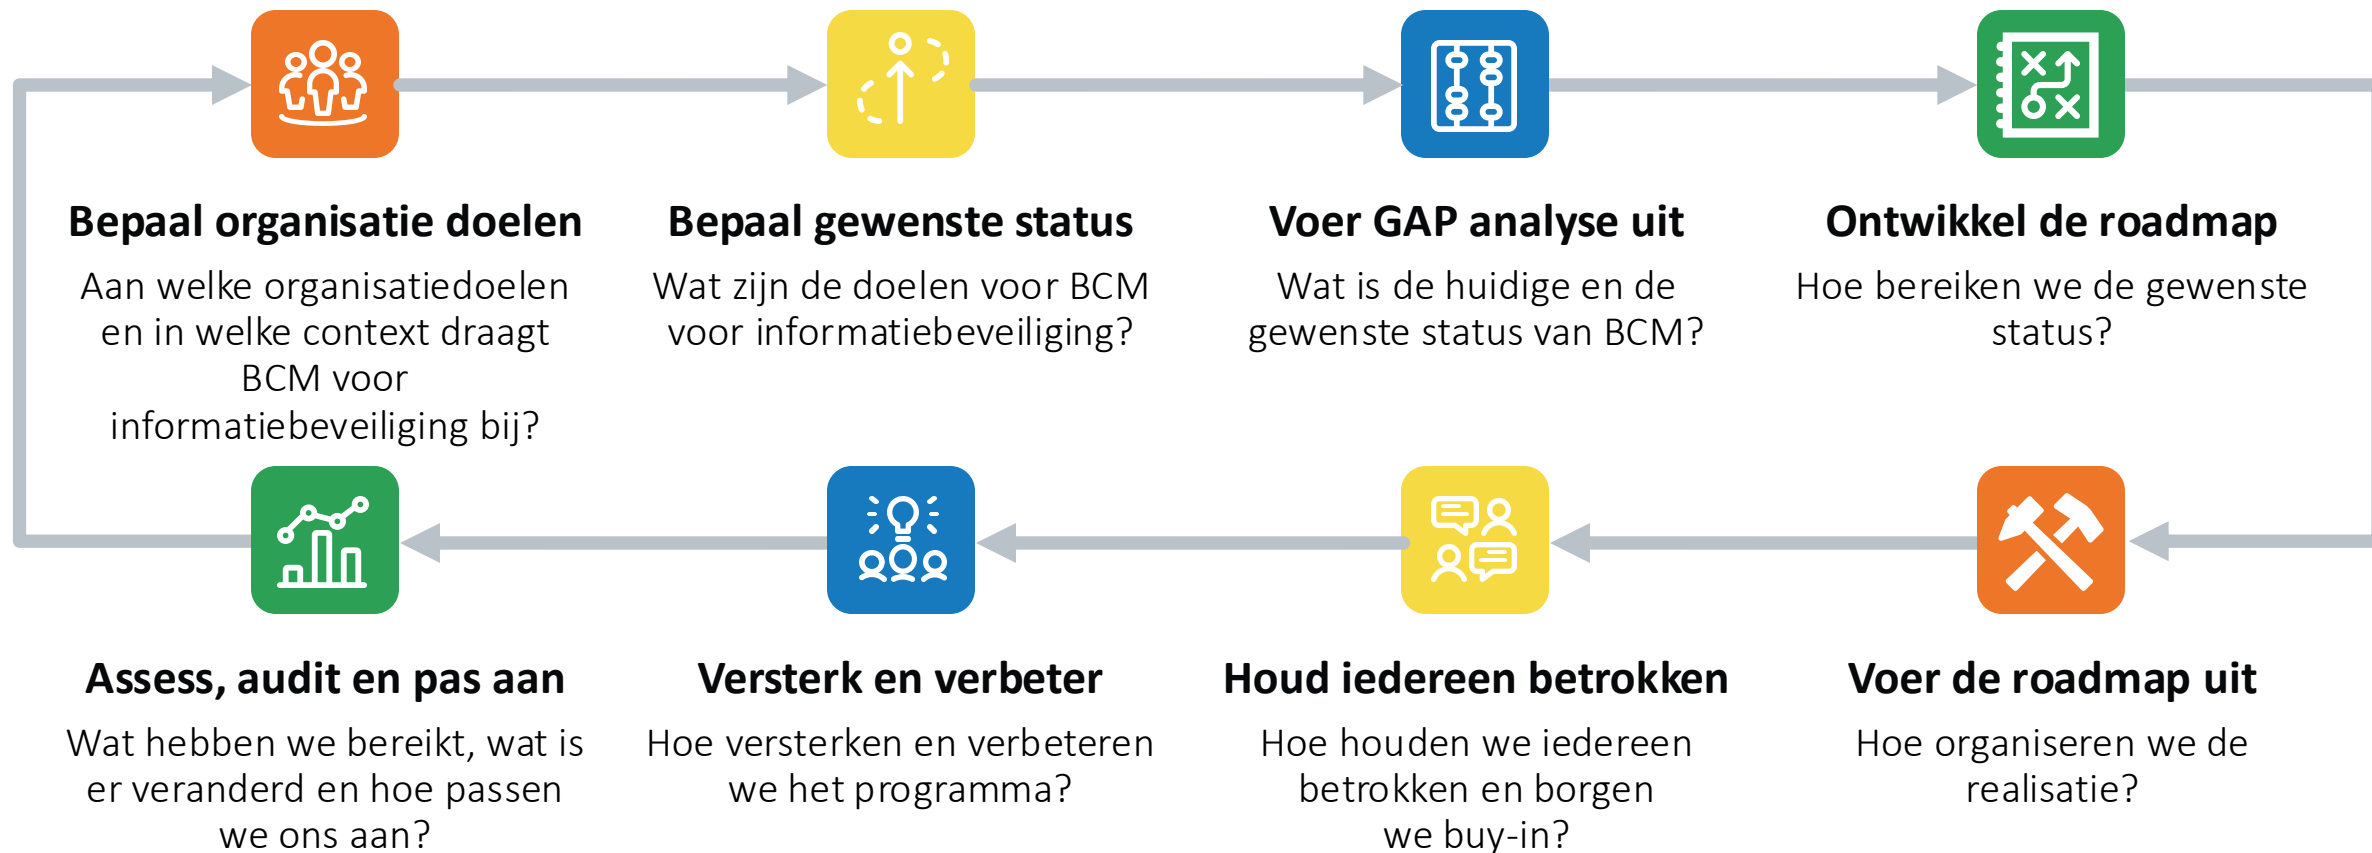 Bepaal organisatie doelen
Aan welke organisatiedoelen
en in welke context draagt
BCM voor
informatiebeveiliging bij?
Bepaal gewenste status
Wat zijn de doelen voor BCM
voor informatiebeveiliging?
Voer GAP analyse uit
Wat is de huidige en de
gewenste status van BCM?
Ontwikkel de roadmap
Hoe bereiken we de gewenste
status?
Assess, audit en pas aan
Wat hebben we bereikt, wat is
er veranderd en hoe passen
we ons aan?
Versterk en verbeter
Hoe versterken en verbeteren
we het programma?
Houd iedereen betrokken
Hoe houden we iedereen
betrokken en borgen
we buy-in?
Voer de roadmap uit
Hoe organiseren we de
realisatie?